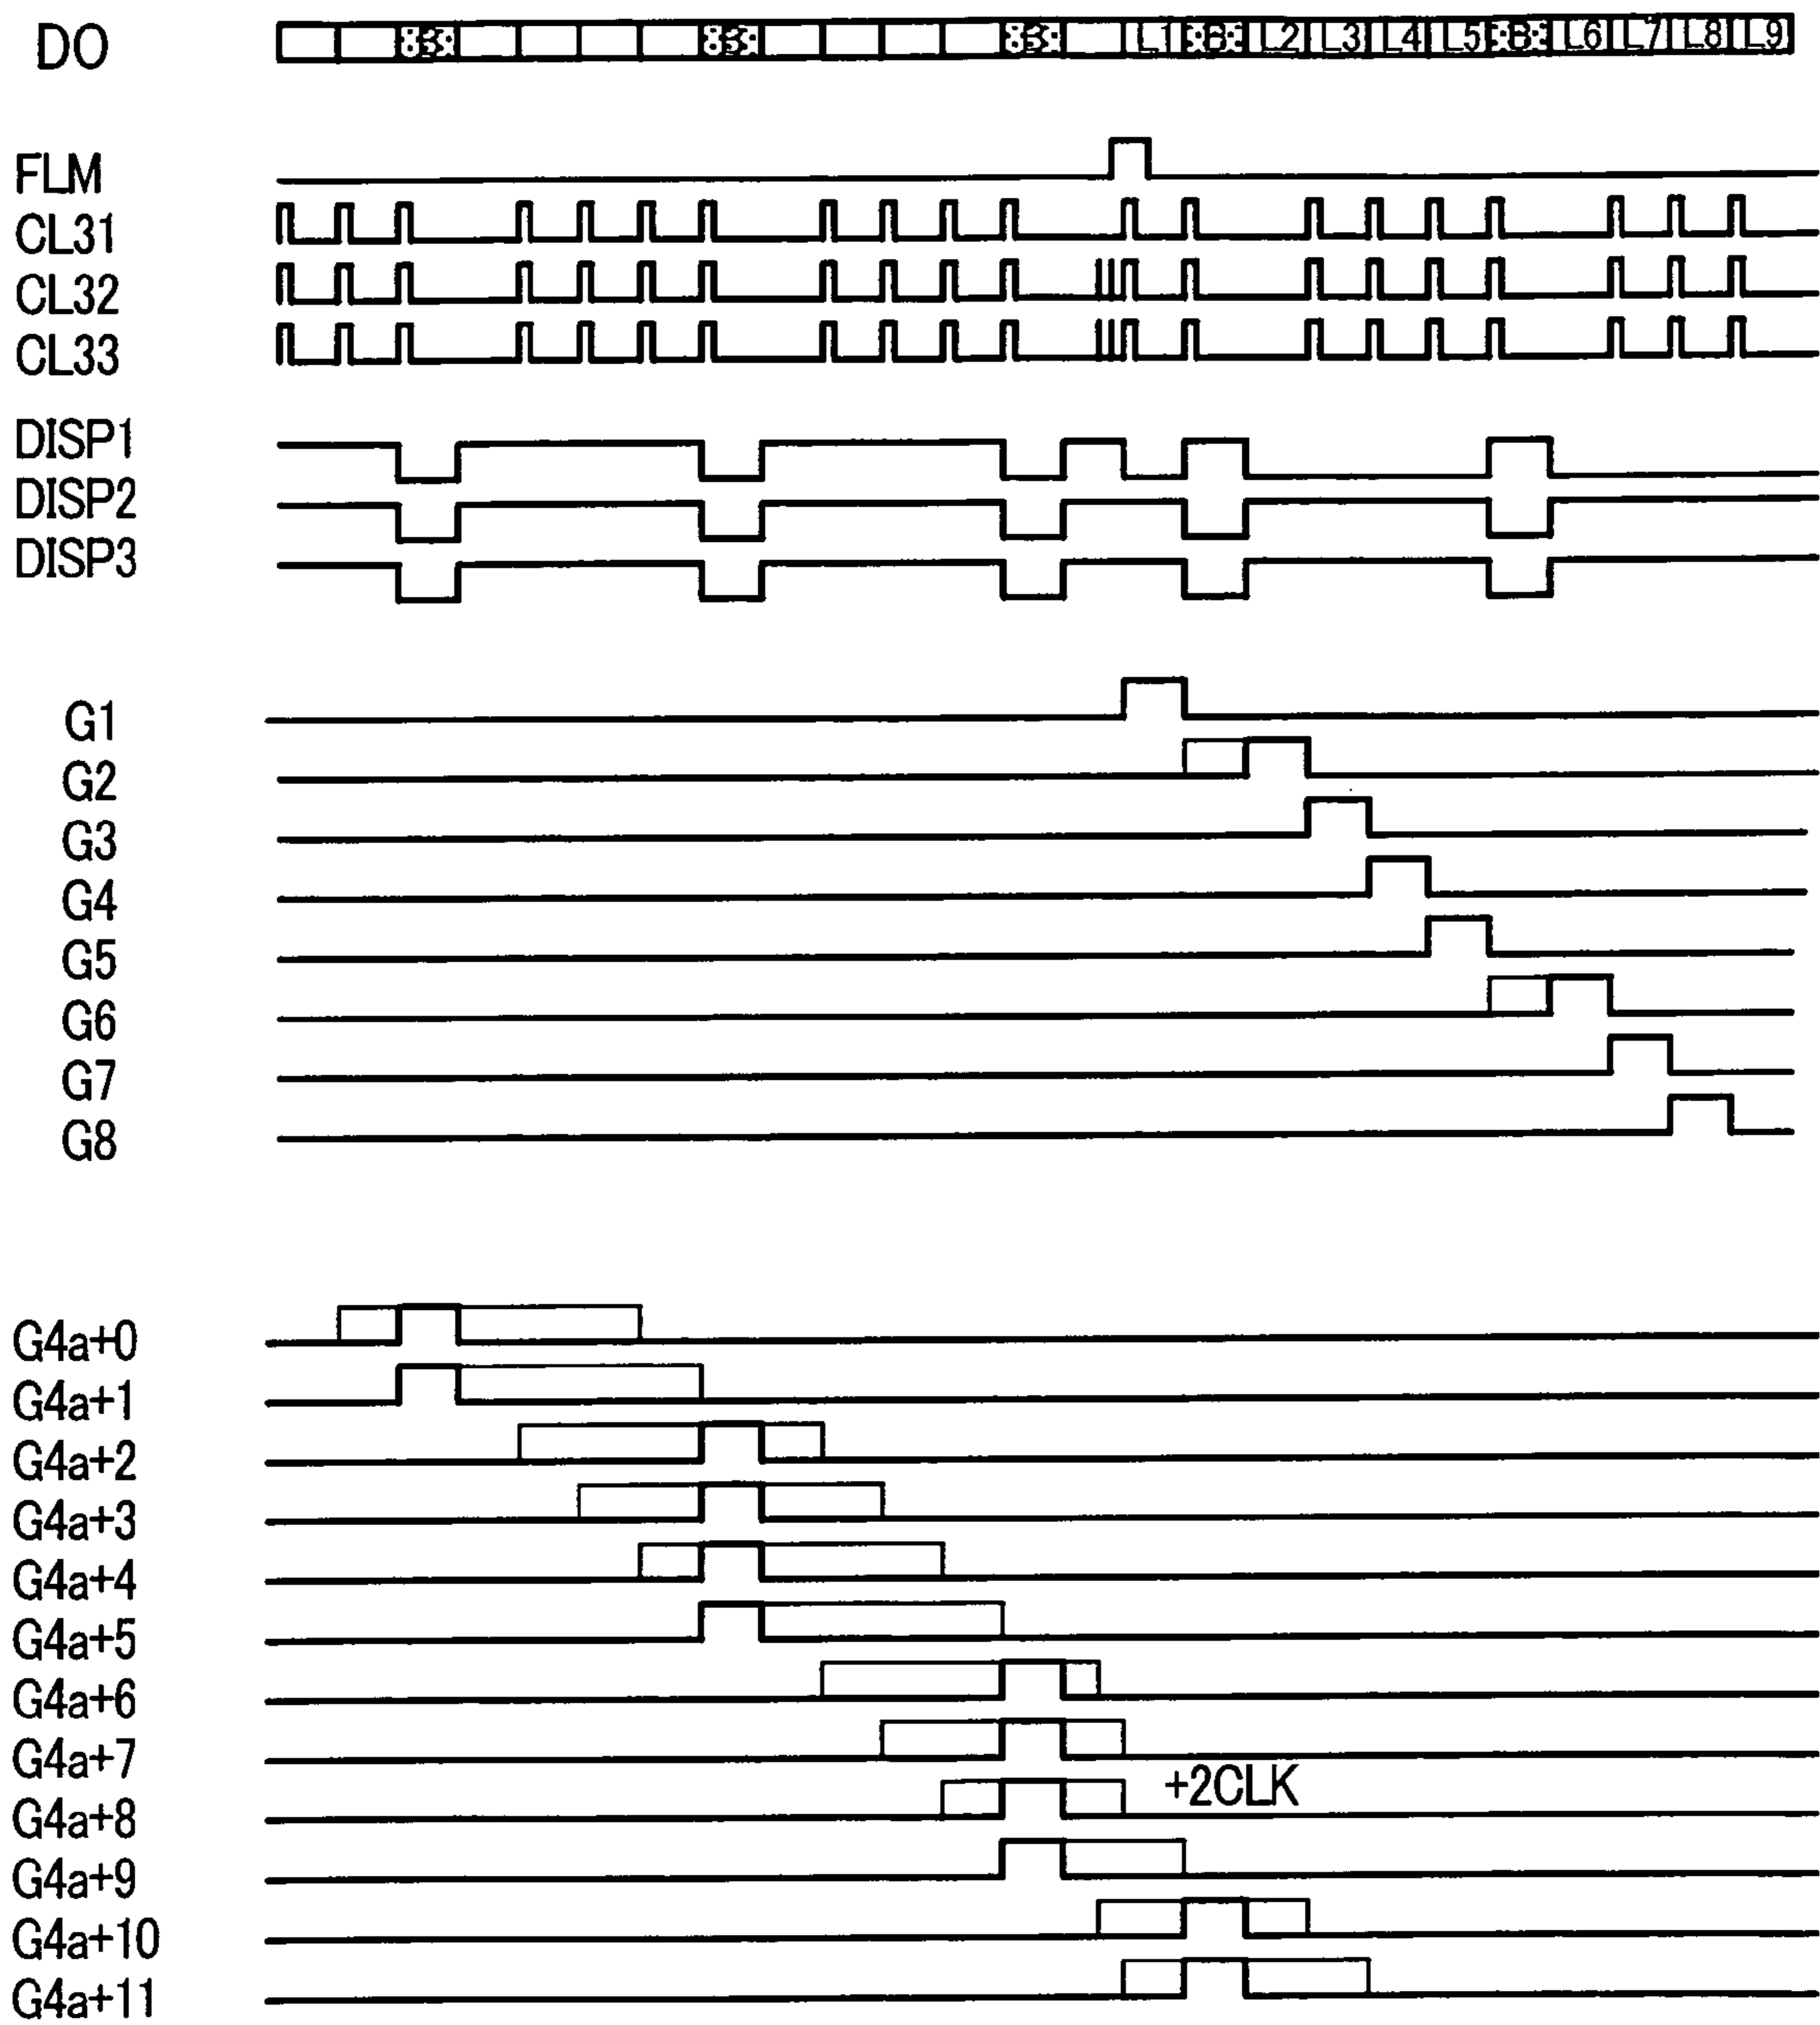 DO B B B L1 B L2 L3 L4 L5 B L6 L7 L8 L9
FLM
CL31
CL32
CL33
DISP1
DISP2
DISP3
G1
G2
G3
G4
G5
G6
G7
G8
G4a+0
G4a+1
G4a+2
G4a+3
G4a+4
G4a+5
G4a+6
G4a+7
+2CLK
G4a+8
G4a+9
G4a+10
G4a+11